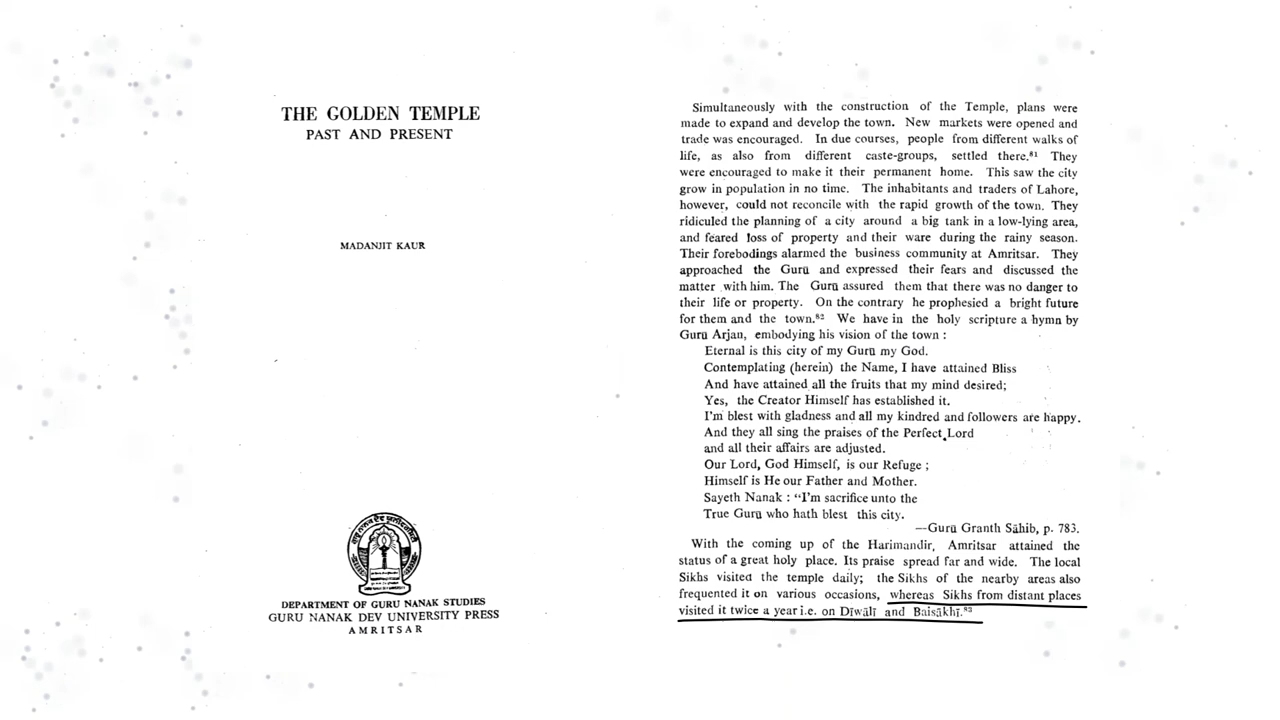 THE GOLDEN TEMPLE
PAST AND PRESENT
MADANJIT KAUR
DEPARTMENT OF GURU NANAK STUDIES
GURU NANAK DEV UNIVERSITY PRESS
AMRITSAR
Simultaneously with the construction of the Temple, plans were
made to expand and develop the town. New markets were opened and
trade was encouraged. In due courses, people from different walks of
life, as also from different caste-groups, settled there.⁸¹ They
were encouraged to make it their permanent home. This saw the city
grow in population in no time. The inhabitants and traders of Lahore,
however, could not reconcile with the rapid growth of the town. They
ridiculed the planning of a city around a big tank in a low-lying area,
and feared loss of property and their ware during the rainy season.
Their forebodings alarmed the business community at Amritsar. They
approached the Gurū and expressed their fears and discussed the
matter with him. The Gurū assured them that there was no danger to
their life or property. On the contrary he prophesied a bright future
for them and the town.⁸² We have in the holy scripture a hymn by
Gurū Arjan, embodying his vision of the town :
Eternal is this city of my Gurū my God.
Contemplating (herein) the Name, I have attained Bliss
And have attained all the fruits that my mind desired;
Yes, the Creator Himself has established it.
I'm blest with gladness and all my kindred and followers are happy.
And they all sing the praises of the Perfect Lord
and all their affairs are adjusted.
Our Lord, God Himself, is our Refuge ;
Himself is He our Father and Mother.
Sayeth Nanak : "I'm sacrifice unto the
True Gurū who hath blest this city.
—Gurū Granth Sāhib, p. 783.
With the coming up of the Harimandir, Amritsar attained the
status of a great holy place. Its praise spread far and wide. The local
Sikhs visited the temple daily; the Sikhs of the nearby areas also
frequented it on various occasions, whereas Sikhs from distant places
visited it twice a year i.e. on Dīwālī and Baisākhī.⁸³